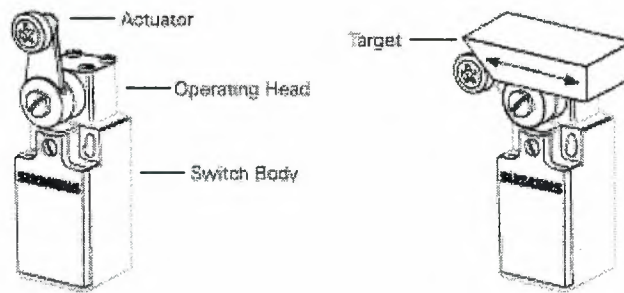 Actuator
Target
Operating Head
Switch Body
SIEMENS
SIEMENS